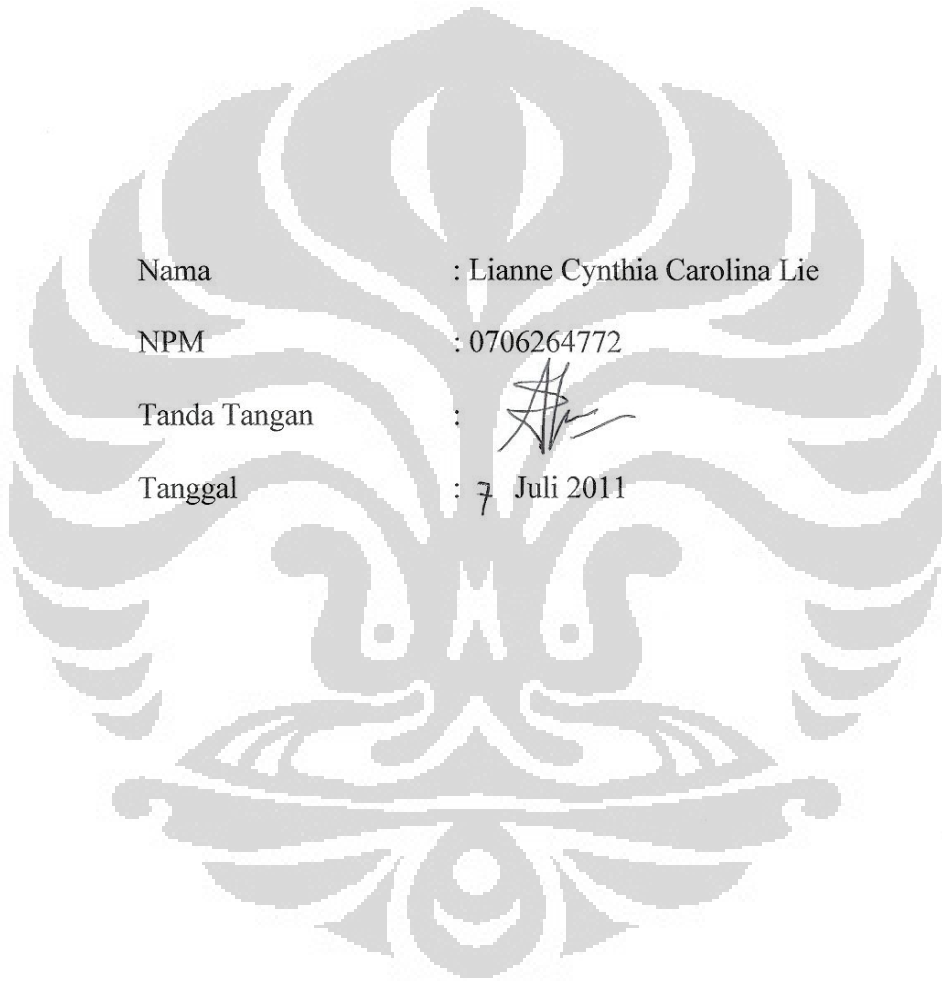 Nama : Lianne Cynthia Carolina Lie
NPM : 0706264772
Tanda Tangan :
Tanggal : 7 Juli 2011